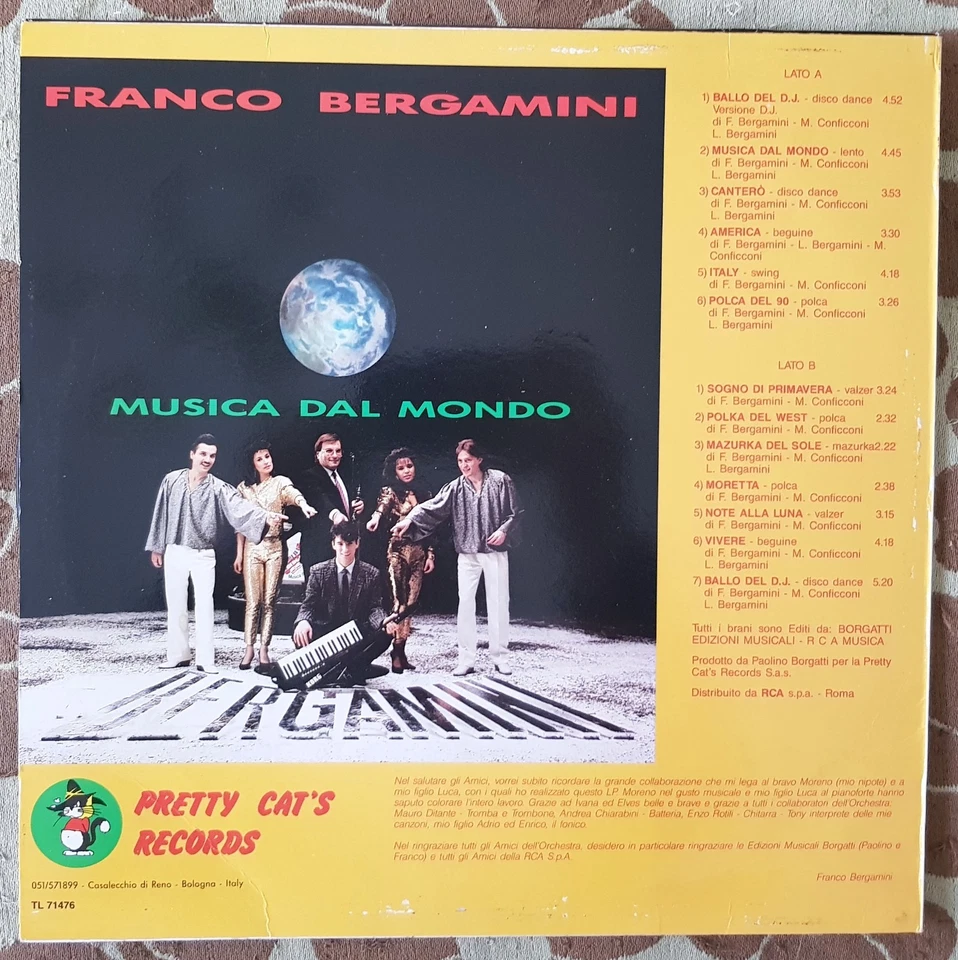 FRANCO BERGAMINI
MUSICA DAL MONDO
KORG
BERGAMINI
LATO A
1) BALLO DEL D.J. - disco dance 4.52
Versione D.J.
di F. Bergamini - M. Conficconi
L. Bergamini
2) MUSICA DAL MONDO - lento 4.45
di F. Bergamini - M. Conficconi
L. Bergamini
3) CANTERÒ - disco dance 3.53
di F. Bergamini - M. Conficconi
L. Bergamini
4) AMERICA - beguine 3.30
di F. Bergamini - L. Bergamini - M.
Conficconi
5) ITALY - swing 4.18
di F. Bergamini - M. Conficconi
6) POLCA DEL 90 - polca 3.26
di F. Bergamini - M. Conficconi
L. Bergamini
LATO B
1) SOGNO DI PRIMAVERA - valzer 3.24
di F. Bergamini - M. Conficconi
2) POLKA DEL WEST - polca 2.32
di F. Bergamini - M. Conficconi
3) MAZURKA DEL SOLE - mazurka2.22
di F. Bergamini - M. Conficconi
L. Bergamini
4) MORETTA - polca 2.38
di F. Bergamini - M. Conficconi
5) NOTE ALLA LUNA - valzer 3.15
di F. Bergamini - M. Conficconi
6) VIVERE - beguine 4.18
di F. Bergamini - M. Conficconi
L. Bergamini
7) BALLO DEL D.J. - disco dance 5.20
di F. Bergamini - M. Conficconi
L. Bergamini
Tutti i brani sono Editi da: BORGATTI
EDIZIONI MUSICALI - R C A MUSICA
Prodotto da Paolino Borgatti per la Pretty
Cat's Records S.a.s.
Distribuito da RCA s.p.a. - Roma
PRETTY CAT'S
RECORDS
051/571899 - Casalecchio di Reno - Bologna - Italy
TL 71476
Nel salutare gli Amici, vorrei subito ricordare la grande collaborazione che mi lega al bravo Moreno (mio nipote) e a
mio figlio Luca, con i quali ho realizzato questo LP. Moreno nel gusto musicale e mio figlio Luca al pianoforte hanno
saputo colorare l'intero lavoro. Grazie ad Ivana ed Elves belle e brave e grazie a tutti i collaboratori dell'Orchestra:
Mauro Ditante - Tromba e Trombone, Andrea Chiarabini - Batteria, Enzo Rotili - Chitarra - Tony interprete delle mie
canzoni, mio figlio Adrio ed Enrico, il fonico.
Nel ringraziare tutti gli Amici dell'Orchestra, desidero in particolare ringraziare le Edizioni Musicali Borgatti (Paolino e
Franco) e tutti gli Amici della RCA S.p.A.
Franco Bergamini